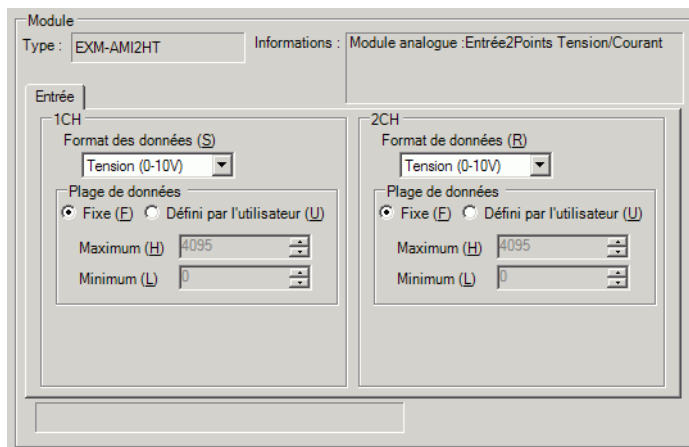 Module
Type : EXM-AMI2HT Informations : Module analogue :Entrée2Points Tension/Courant
Entrée
1CH
Format des données (S)
Tension (0-10V)
Plage de données
Fixe (F) Défini par l'utilisateur (U)
Maximum (H) 4095
Minimum (L) 0
2CH
Format de données (R)
Tension (0-10V)
Plage de données
Fixe (F) Défini par l'utilisateur (U)
Maximum (H) 4095
Minimum (L) 0